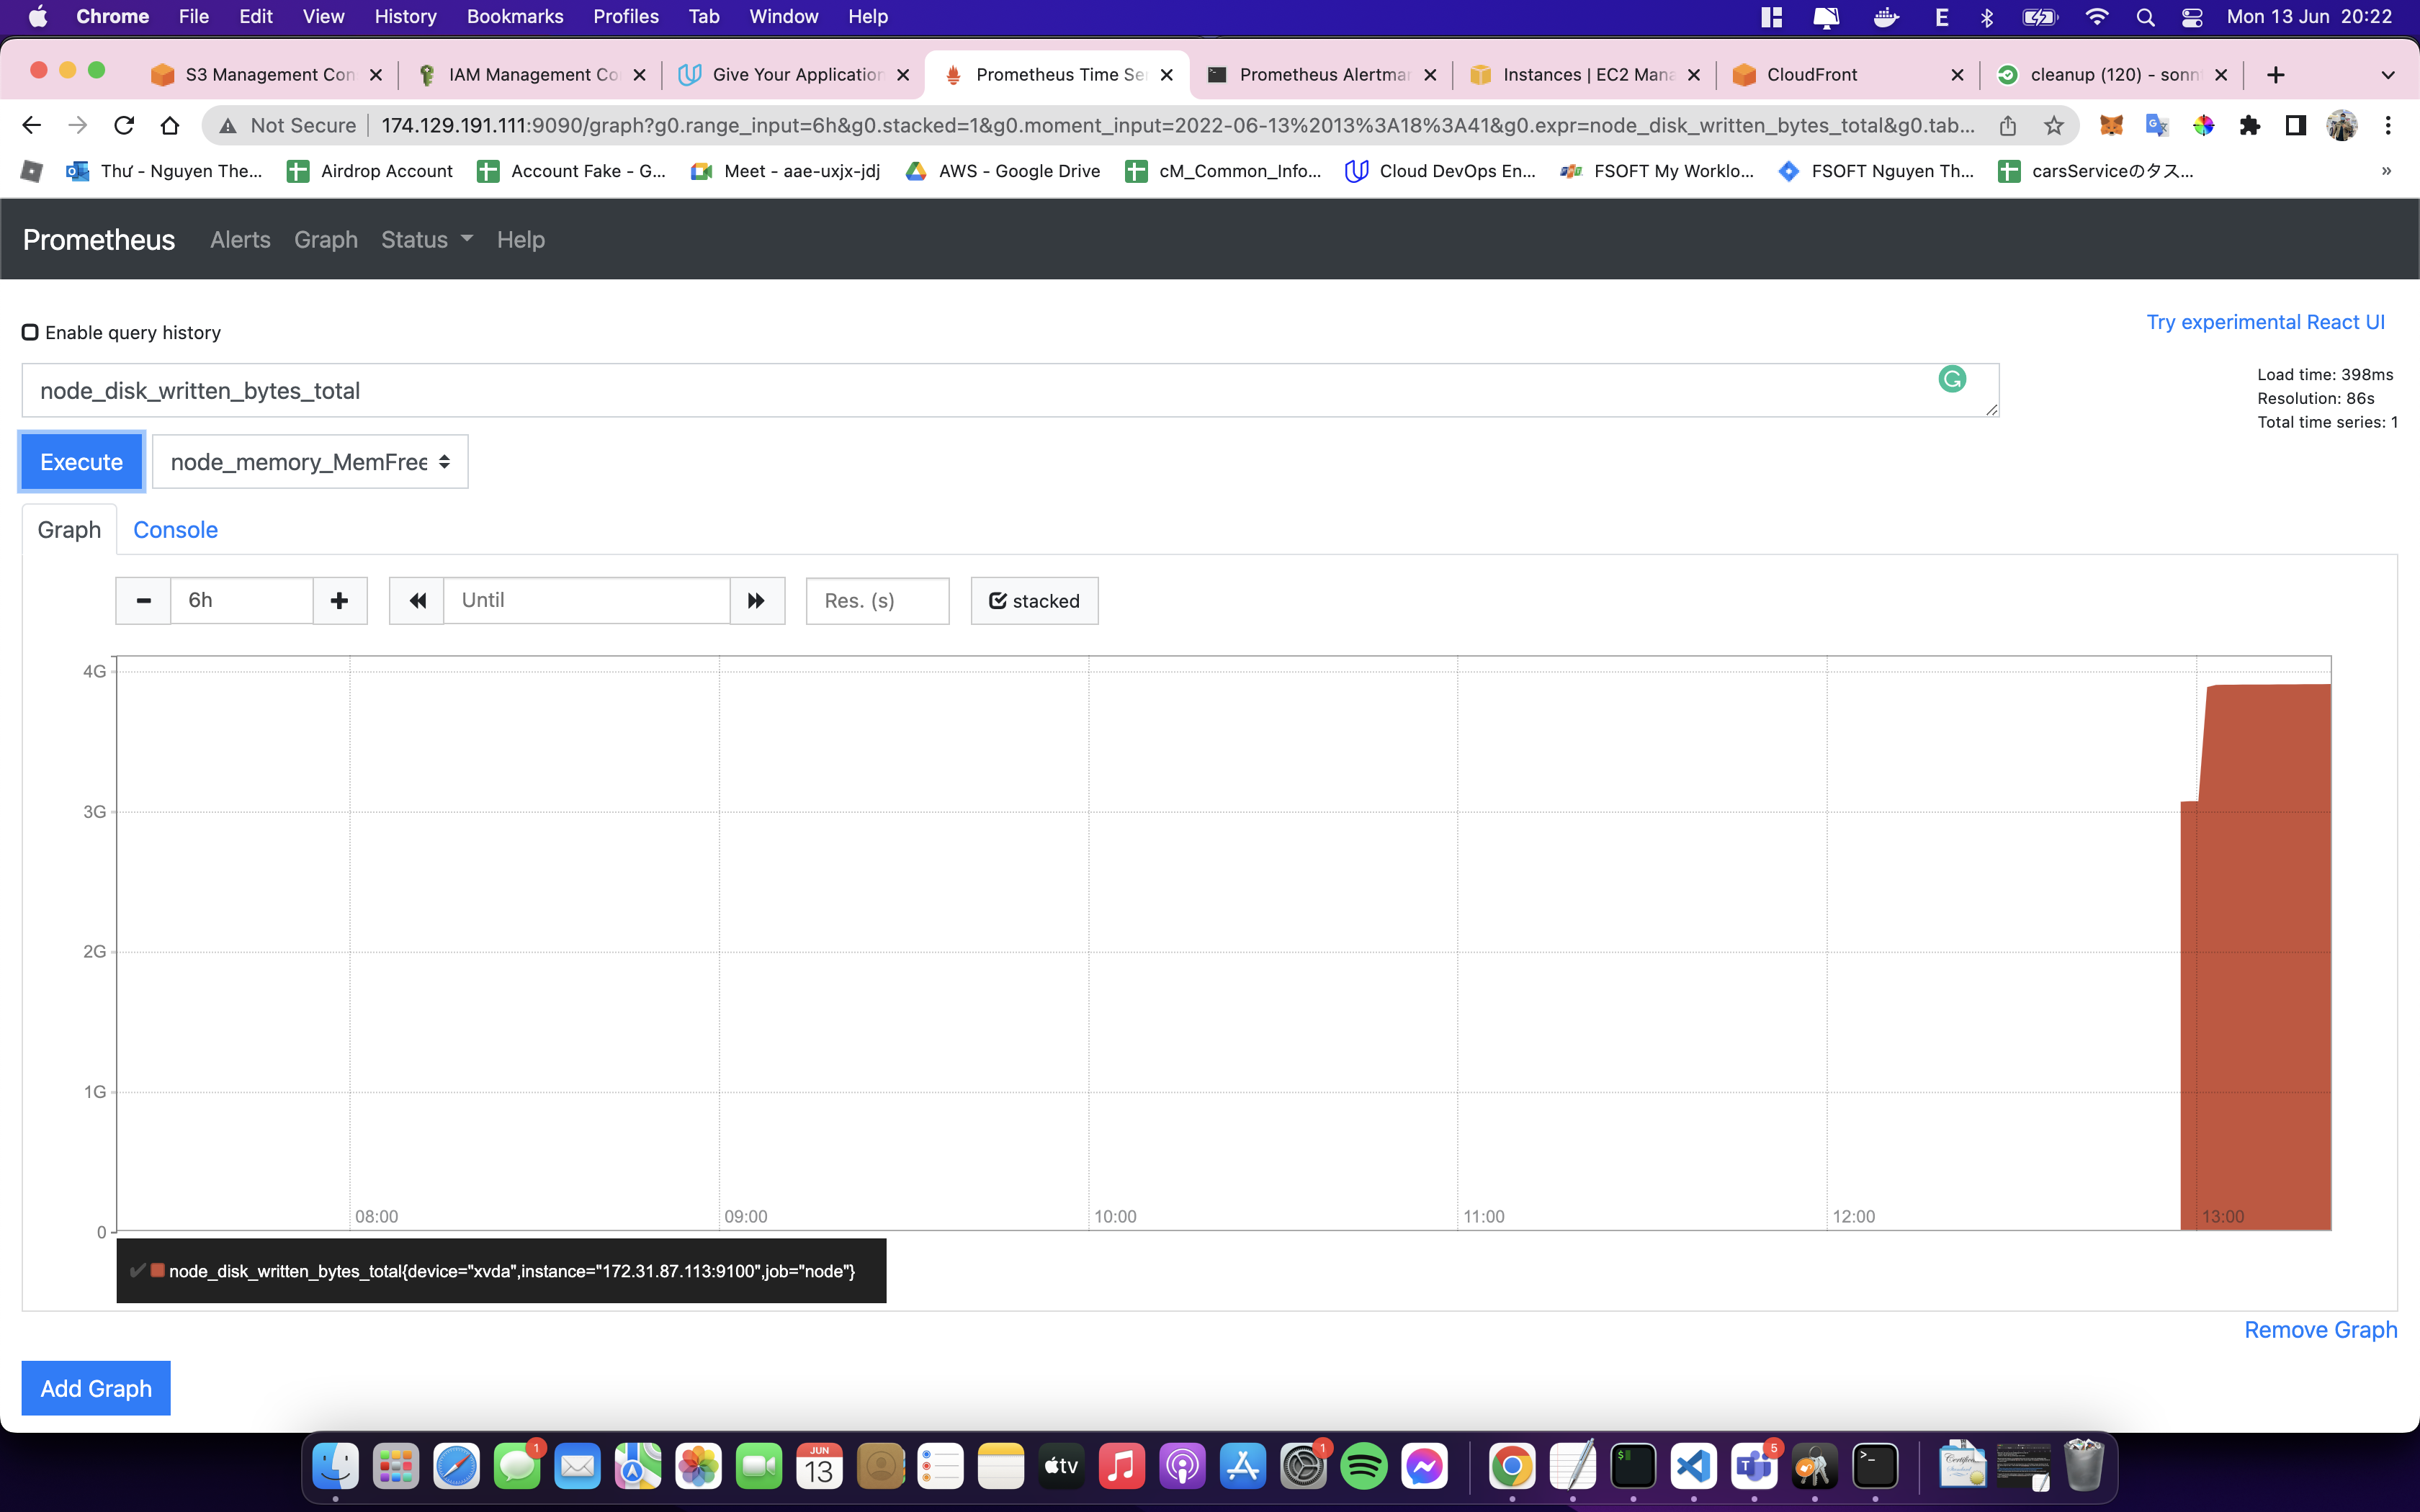 Chrome File Edit View History Bookmarks Profiles Tab Window Help E Mon 13 Jun 20:22
S3 Management Con IAM Management Co Give Your Application Prometheus Time Se Prometheus Alertma Instances | EC2 Mana CloudFront cleanup (120) - sonn
Not Secure 174.129.191.111:9090/graph?g0.range_input=6h&g0.stacked=1&g0.moment_input=2022-06-13%2013%3A18%3A41&g0.expr=node_disk_written_bytes_total&g0.tab...
Thư - Nguyen The... Airdrop Account Account Fake - G... Meet - aae-uxjx-jdj AWS - Google Drive cM_Common_Info... Cloud DevOps En... FSOFT My Worklo... FSOFT Nguyen Th... carsServiceのタス... »
Prometheus Alerts Graph Status Help
Try experimental React UI
Enable query history
node_disk_written_bytes_total
Load time: 398ms
Resolution: 86s
Total time series: 1
Execute node_memory_MemFree
Graph Console
6h Until Res. (s) stacked
4G
3G
2G
1G
0
08:00 09:00 10:00 11:00 12:00 13:00
node_disk_written_bytes_total{device="xvda",instance="172.31.87.113:9100",job="node"}
Remove Graph
Add Graph
1 JUN 13 tv 1 5